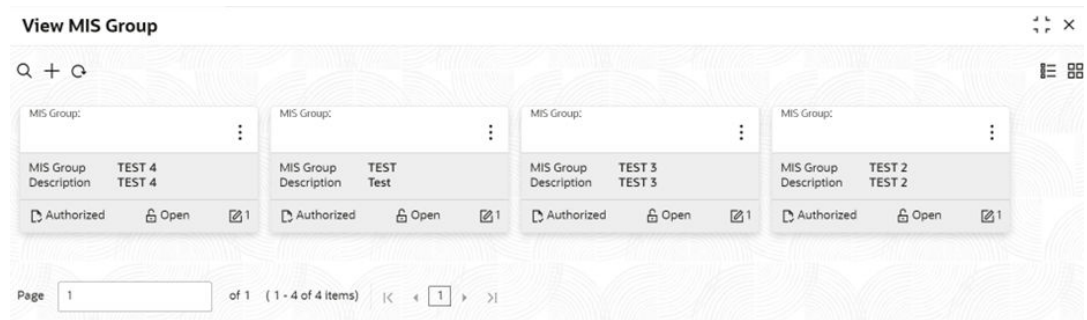 View MIS Group
MIS Group: MIS Group: MIS Group: MIS Group:
MIS Group TEST 4 MIS Group TEST MIS Group TEST 3 MIS Group TEST 2
Description TEST 4 Description Test Description TEST 3 Description TEST 2
Authorized Open 1 Authorized Open 1 Authorized Open 1 Authorized Open 1
Page 1 of 1 (1 - 4 of 4 items) 1